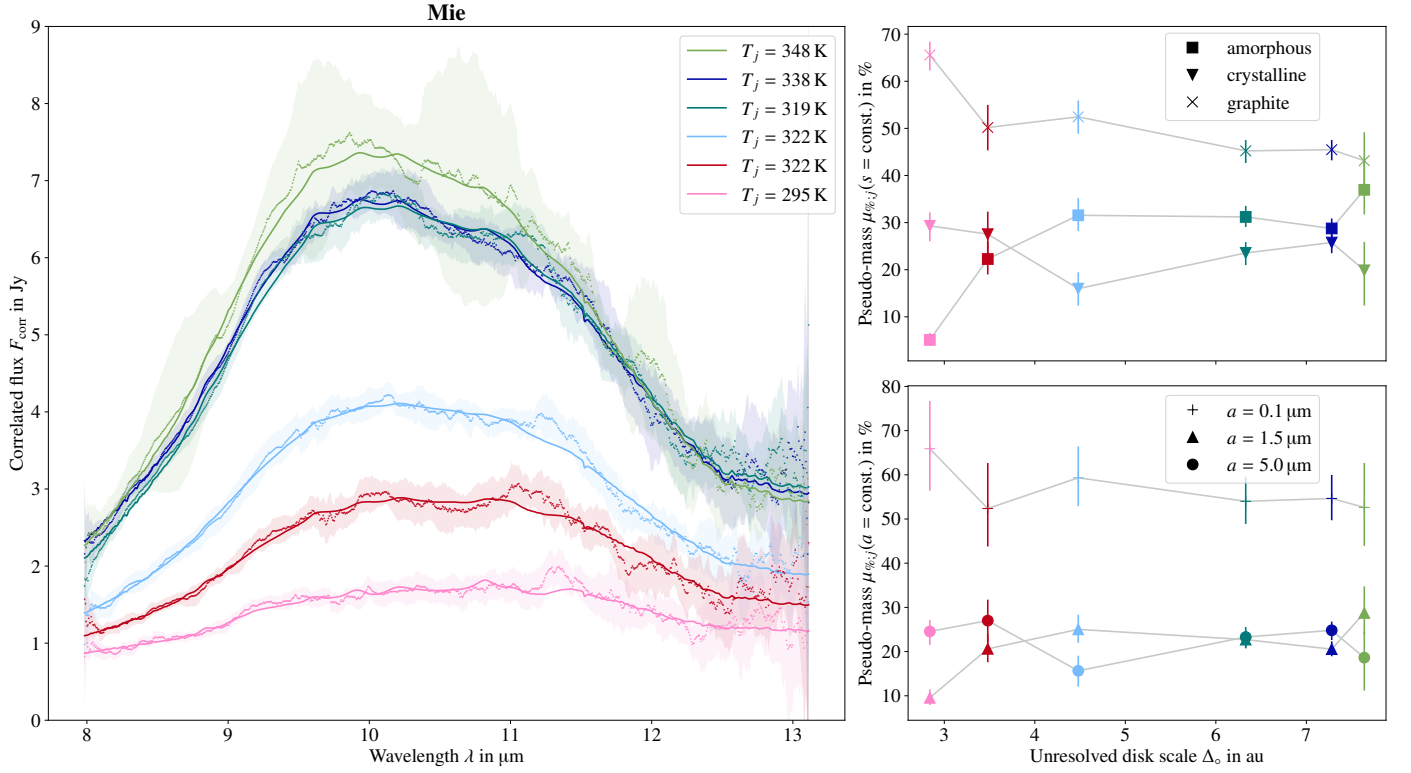 Mie
9
8
7
6
5
4
3
2
1
0
Correlated flux F_corr in Jy
T_j = 348 K
T_j = 338 K
T_j = 319 K
T_j = 322 K
T_j = 322 K
T_j = 295 K
8 9 10 11 12 13
Wavelength λ in μm
70
60
50
40
30
20
10
Pseudo-mass μ_%;j(s = const.) in %
amorphous
crystalline
graphite
80
70
60
50
40
30
20
10
Pseudo-mass μ_%;j(a = const.) in %
a = 0.1 μm
a = 1.5 μm
a = 5.0 μm
3 4 5 6 7
Unresolved disk scale Δ_o in au